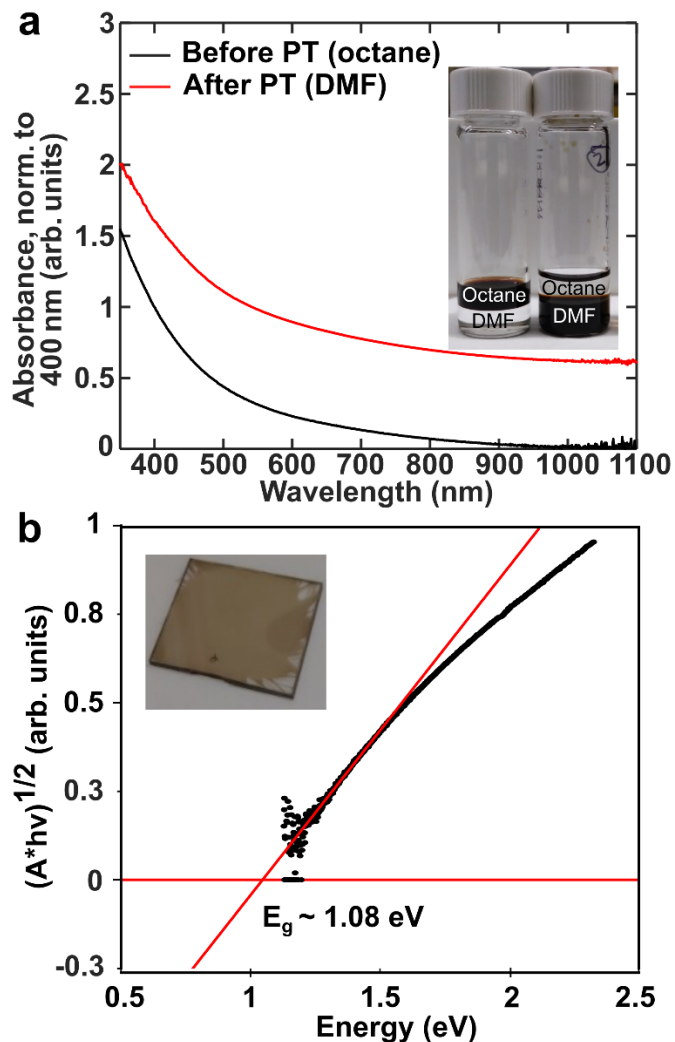 a
3
2.5
2
1.5
1
0.5
0
Absorbance, norm. to
400 nm (arb. units)
Before PT (octane)
After PT (DMF)
2
Octane
DMF
Octane
DMF
400 500 600 700 800 900 1000 1100
Wavelength (nm)
b
1
0.8
0.5
0.3
0
-0.3
(A*hv)1/2 (arb. units)
Eg ~ 1.08 eV
0.5 1 1.5 2 2.5
Energy (eV)